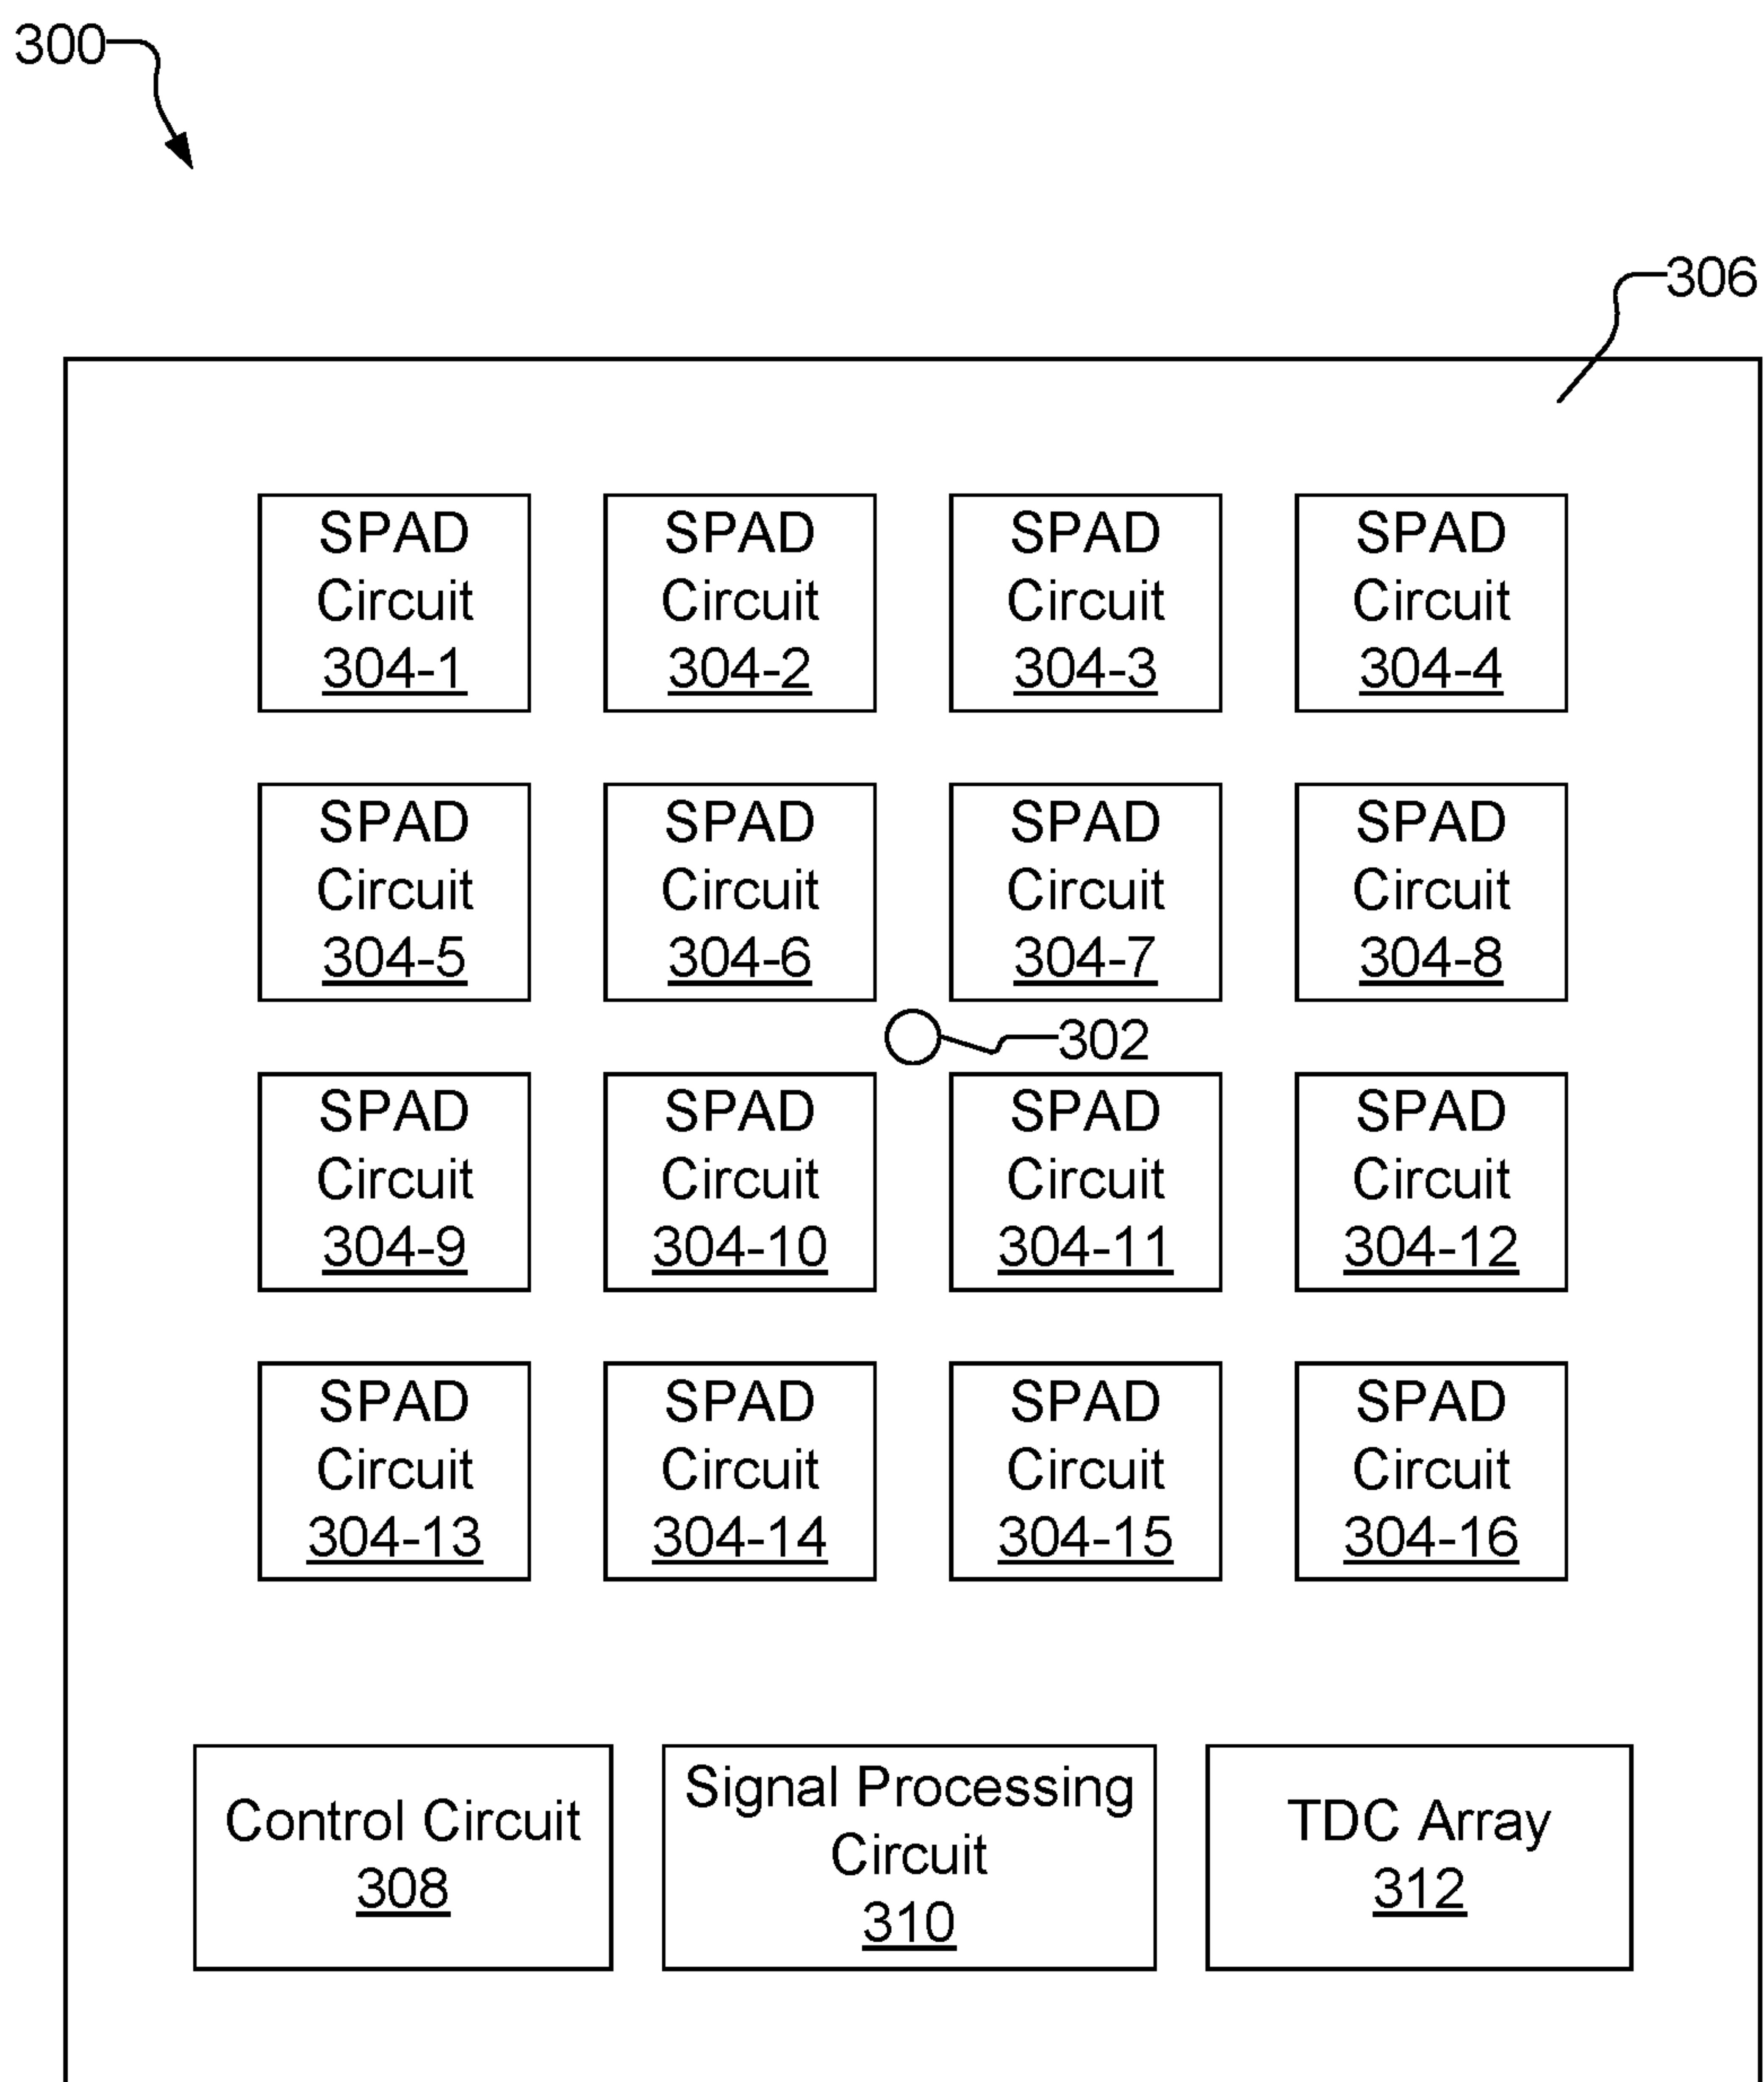 300
306
SPAD
Circuit
304-1
SPAD
Circuit
304-2
SPAD
Circuit
304-3
SPAD
Circuit
304-4
SPAD
Circuit
304-5
SPAD
Circuit
304-6
SPAD
Circuit
304-7
SPAD
Circuit
304-8
302
SPAD
Circuit
304-9
SPAD
Circuit
304-10
SPAD
Circuit
304-11
SPAD
Circuit
304-12
SPAD
Circuit
304-13
SPAD
Circuit
304-14
SPAD
Circuit
304-15
SPAD
Circuit
304-16
Control Circuit
308
Signal Processing
Circuit
310
TDC Array
312